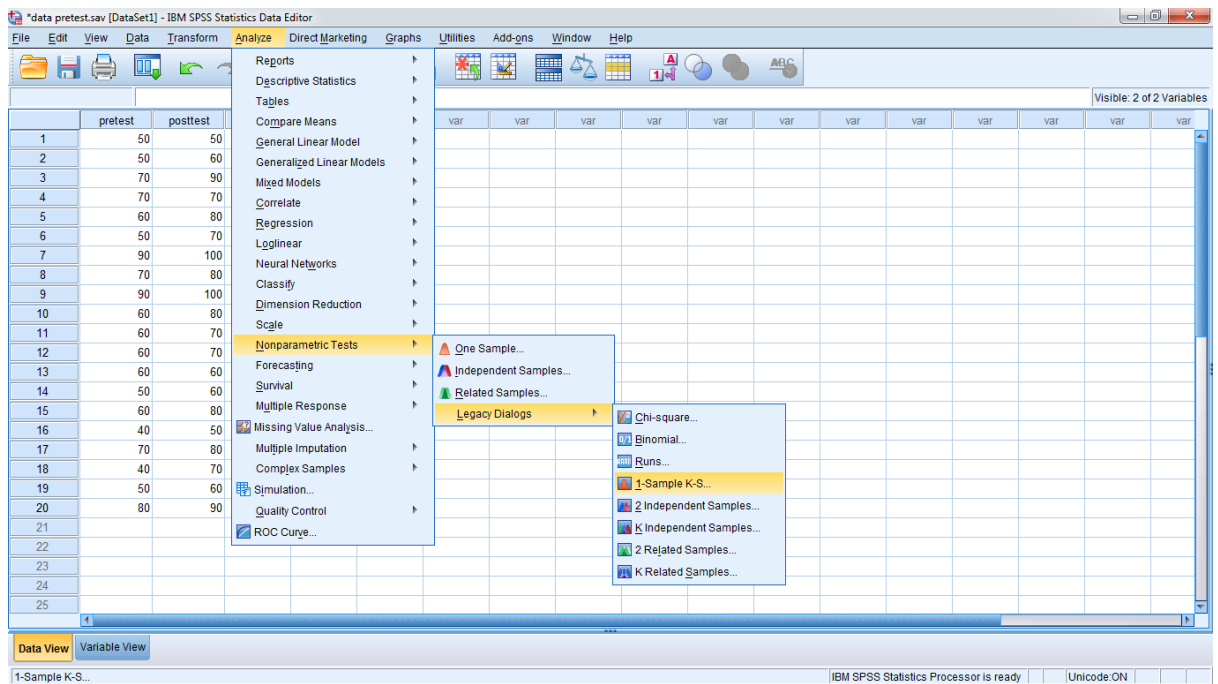 *data pretest.sav [DataSet1] - IBM SPSS Statistics Data Editor
File Edit View Data Transform Analyze Direct Marketing Graphs Utilities Add-ons Window Help
Visible: 2 of 2 Variables
pretest posttest var var var var var var var var var var var var
1 50 50
2 50 60
3 70 90
4 70 70
5 60 80
6 50 70
7 90 100
8 70 80
9 90 100
10 60 80
11 60 70
12 60 70
13 60 60
14 50 60
15 60 80
16 40 50
17 70 80
18 40 70
19 50 60
20 80 90
21
22
23
24
25
Reports
Descriptive Statistics
Tables
Compare Means
General Linear Model
Generalized Linear Models
Mixed Models
Correlate
Regression
Loglinear
Neural Networks
Classify
Dimension Reduction
Scale
Nonparametric Tests
Forecasting
Survival
Multiple Response
Missing Value Analysis...
Multiple Imputation
Complex Samples
Simulation...
Quality Control
ROC Curve...
One Sample...
Independent Samples...
Related Samples...
Legacy Dialogs
Chi-square...
Binomial...
Runs...
1-Sample K-S...
2 Independent Samples...
K Independent Samples...
2 Related Samples...
K Related Samples...
Data View Variable View
1-Sample K-S...
IBM SPSS Statistics Processor is ready
Unicode:ON